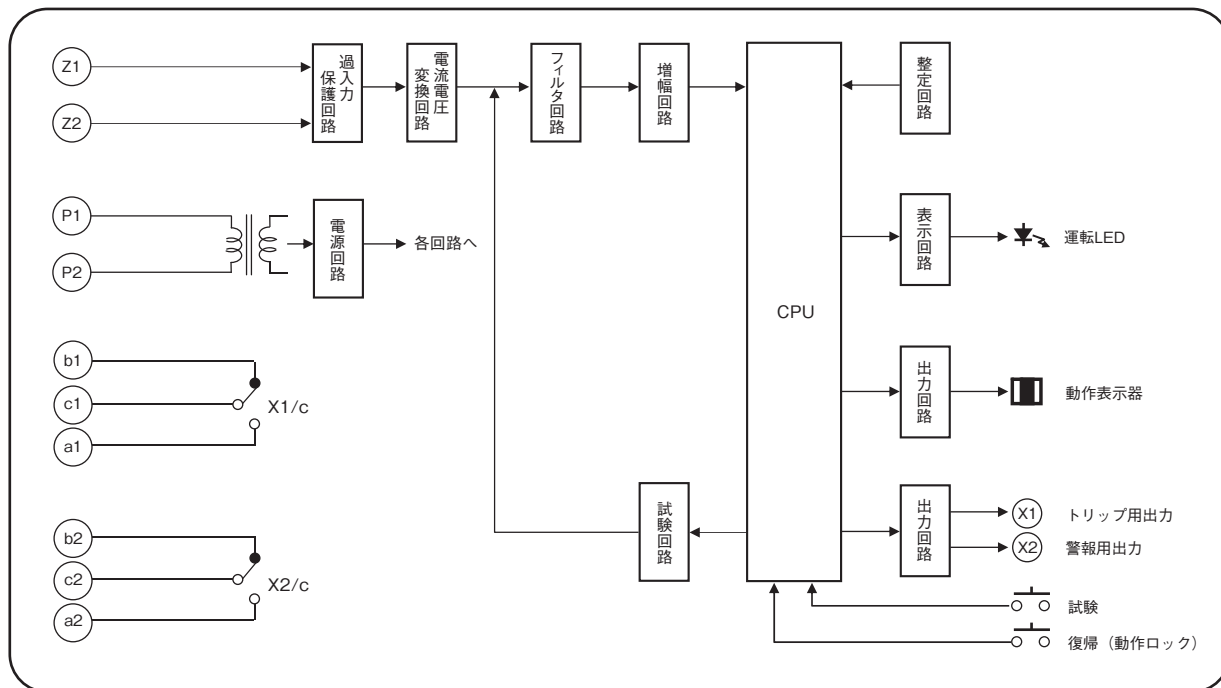 Z1
Z2
過入力
保護回路
電流電圧
変換回路
フィルタ回路
増幅回路
CPU
整定回路
P1
P2
電源回路
各回路へ
表示回路
運転LED
b1
c1
a1
X1/c
出力回路
動作表示器
b2
c2
a2
X2/c
試験回路
出力回路
X1
トリップ用出力
X2
警報用出力
試験
復帰（動作ロック）